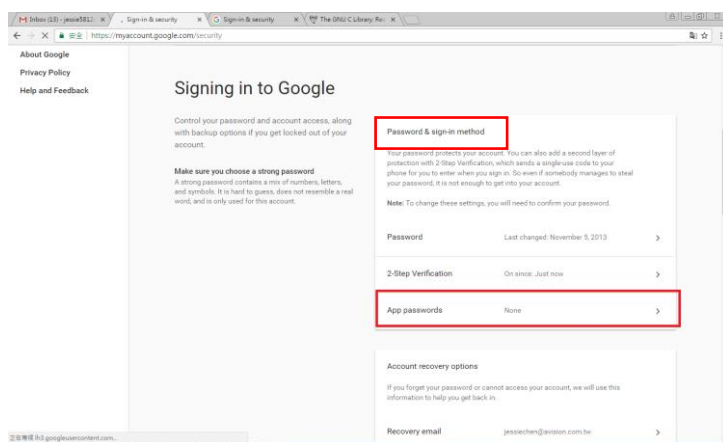 M Inbox (13) - jessie5812
Sign-in & security
Sign-in & security
The GNU C Library: Re
安全 https://myaccount.google.com/security
About Google
Privacy Policy
Help and Feedback
Signing in to Google
Control your password and account access, along
with backup options if you get locked out of your
account.
Make sure you choose a strong password
A strong password contains a mix of numbers, letters,
and symbols. It is hard to guess, does not resemble a real
word, and is only used for this account.
Password & sign-in method
Your password protects your account. You can also add a second layer of
protection with 2-Step Verification, which sends a single-use code to your
phone for you to enter when you sign in. So even if somebody manages to steal
your password, it is not enough to get into your account.
Note: To change these settings, you will need to confirm your password.
Password Last changed: November 5, 2013
2-Step Verification On since: Just now
App passwords None
Account recovery options
If you forget your password or cannot access your account, we will use this
information to help you get back in
Recovery email jessiechen@avision.com.tw
lh3.googleusercontent.com...